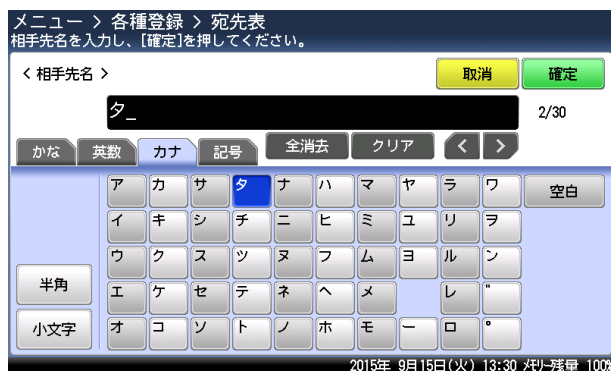 メニュー > 各種登録 > 宛先表
相手先名を入力し、[確定]を押してください。
< 相手先名 >
取消
確定
タ_
2/30
かな 英数 カナ 記号 全消去 クリア < >
ア カ サ タ ナ ハ マ ヤ ラ ワ 空白
イ キ シ チ ニ ヒ ミ ユ リ ヲ
ウ ク ス ツ ヌ フ ム ヨ ル ン
半角
エ ケ セ テ ネ ヘ メ レ ゛
小文字
オ コ ソ ト ノ ホ モ ー ロ ゜
2015年 9月15日(火) 13:30 メモリー残量 100%